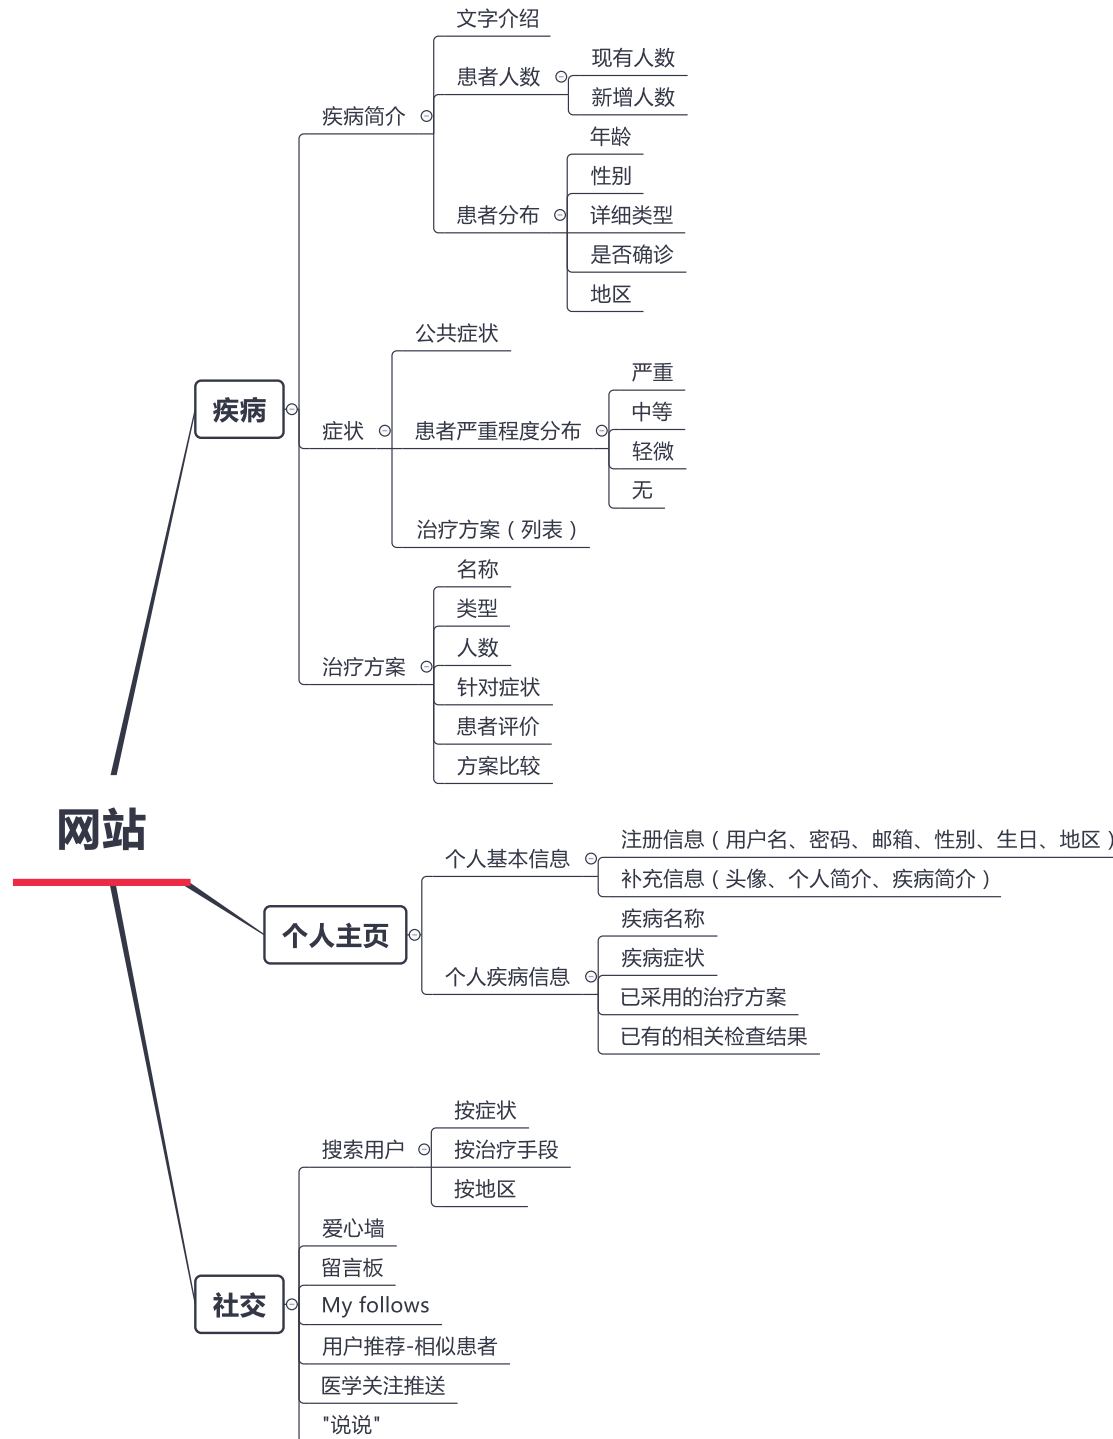 网站
疾病
疾病简介
文字介绍
患者人数
现有人数
新增人数
患者分布
年龄
性别
详细类型
是否确诊
地区
症状
公共症状
患者严重程度分布
严重
中等
轻微
无
治疗方案（列表）
治疗方案
名称
类型
人数
针对症状
患者评价
方案比较
个人主页
个人基本信息
注册信息（用户名、密码、邮箱、性别、生日、地区）
补充信息（头像、个人简介、疾病简介）
个人疾病信息
疾病名称
疾病症状
已采用的治疗方案
已有的相关检查结果
社交
搜索用户
按症状
按治疗手段
按地区
爱心墙
留言板
My follows
用户推荐-相似患者
医学关注推送
"说说"